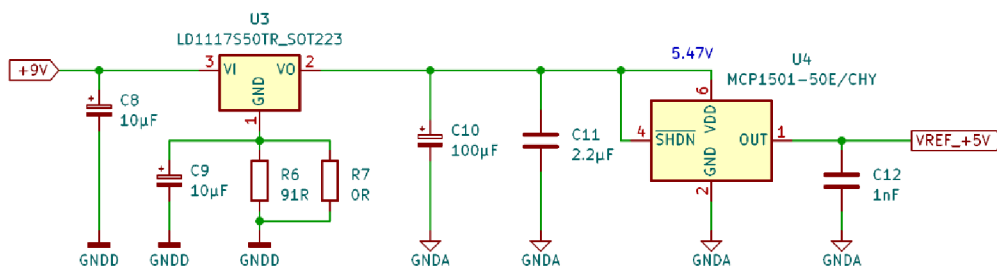 U3
LD1117S50TR_SOT223
+9V
3
VI
VO
2
GND
1
C8
10µF
C9
10µF
R6
91R
R7
0R
C10
100µF
C11
2.2µF
5.47V
U4
MCP1501-50E/CHY
6
VDD
4
SHDN
OUT
1
GND
2
VREF_+5V
C12
1nF
GNDD
GNDD
GNDD
GNDA
GNDA
GNDA
GNDA